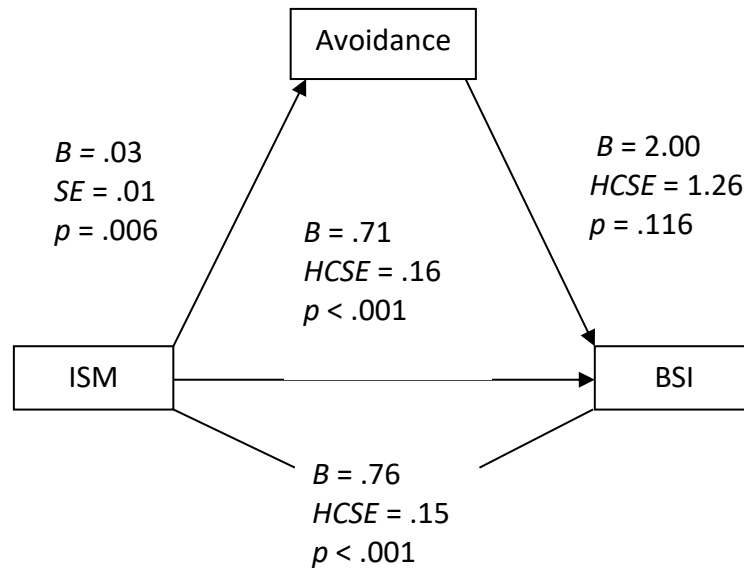 Avoidance
B = .03
SE = .01
p = .006
B = 2.00
HCSE = 1.26
p = .116
B = .71
HCSE = .16
p < .001
ISM
BSI
B = .76
HCSE = .15
p < .001